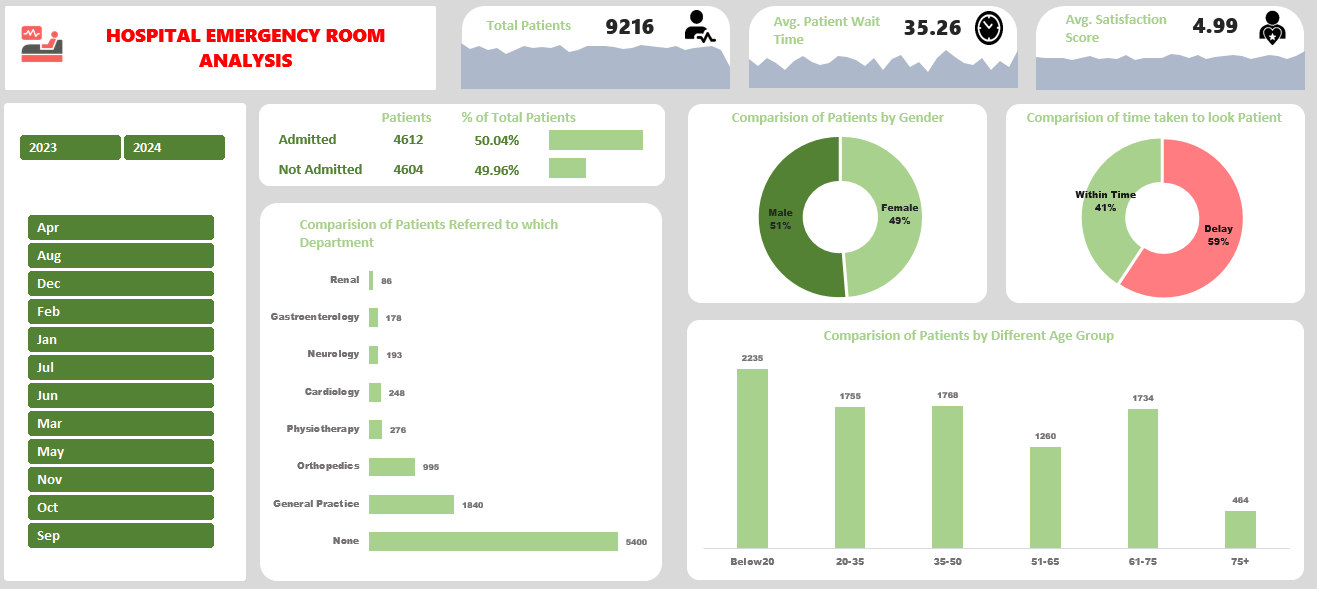 HOSPITAL EMERGENCY ROOM
ANALYSIS
Total Patients
9216
Avg. Patient Wait
Time
35.26
Avg. Satisfaction
Score
4.99
2023
2024
Apr
Aug
Dec
Feb
Jan
Jul
Jun
Mar
May
Nov
Oct
Sep
Patients % of Total Patients
Admitted 4612 50.04%
Not Admitted 4604 49.96%
Comparision of Patients Referred to which
Department
Renal 86
Gastroenterology 178
Neurology 193
Cardiology 248
Physiotherapy 276
Orthopedics 995
General Practice 1840
None 5400
Comparision of Patients by Gender
Male
51%
Female
49%
Comparision of time taken to look Patient
Within Time
41%
Delay
59%
Comparision of Patients by Different Age Group
2235 1755 1768 1260 1734 464
Below20 20-35 35-50 51-65 61-75 75+